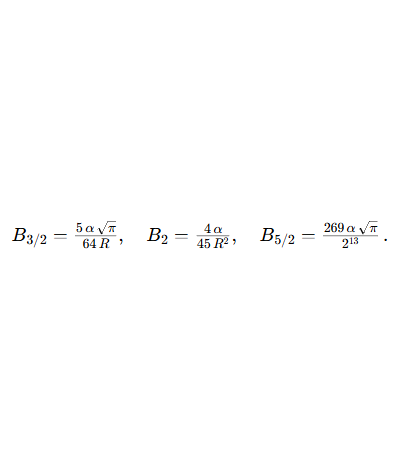 $B_{3/2} = \frac{5\,\alpha\,\sqrt{\pi}}{64\,R}, \quad B_2 = \frac{4\,\alpha}{45\,R^2}, \quad B_{5/2} = \frac{269\,\alpha\,\sqrt{\pi}}{2^{13}}\,.$